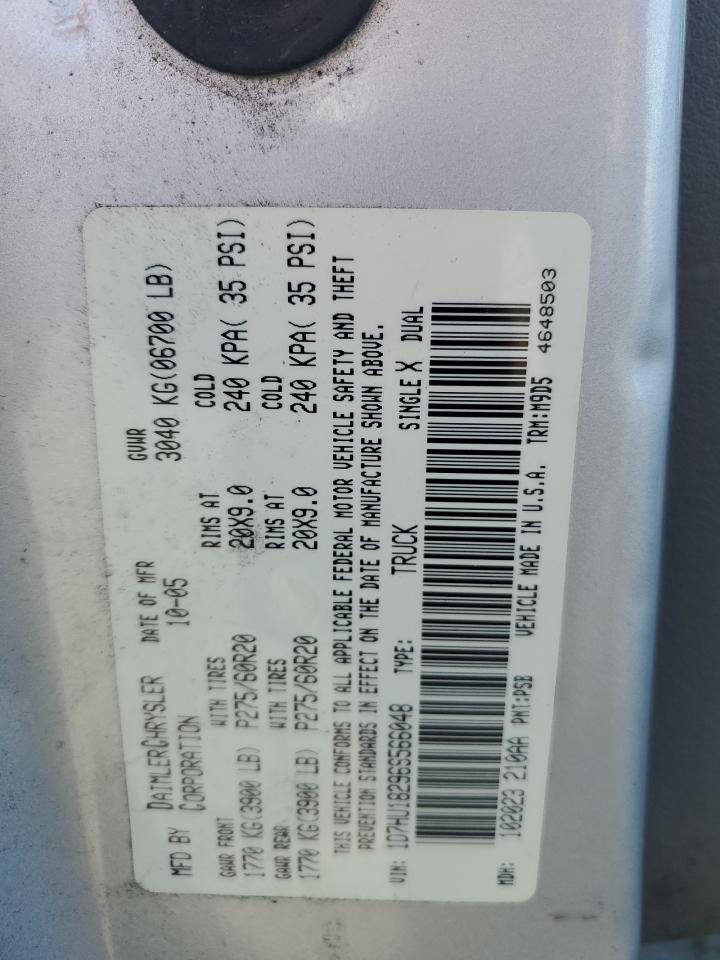 MFD BY DAIMLERCHRYSLER CORPORATION
DATE OF MFR 10-05
GVWR 3040 KG(06700 LB)
GAWR FRONT WITH TIRES RIMS AT COLD
1770 KG(3900 LB) P275/60R20 20X9.0 240 KPA( 35 PSI)
GAWR REAR WITH TIRES RIMS AT COLD
1770 KG(3900 LB) P275/60R20 20X9.0 240 KPA( 35 PSI)
THIS VEHICLE CONFORMS TO ALL APPLICABLE FEDERAL MOTOR VEHICLE SAFETY AND THEFT
PREVENTION STANDARDS IN EFFECT ON THE DATE OF MANUFACTURE SHOWN ABOVE.
VIN: 1D7HU18296S566048 TYPE: TRUCK SINGLE X DUAL
MDH: 102023 210AA PNT:PSB VEHICLE MADE IN U.S.A. TRM:M9D5 4648503